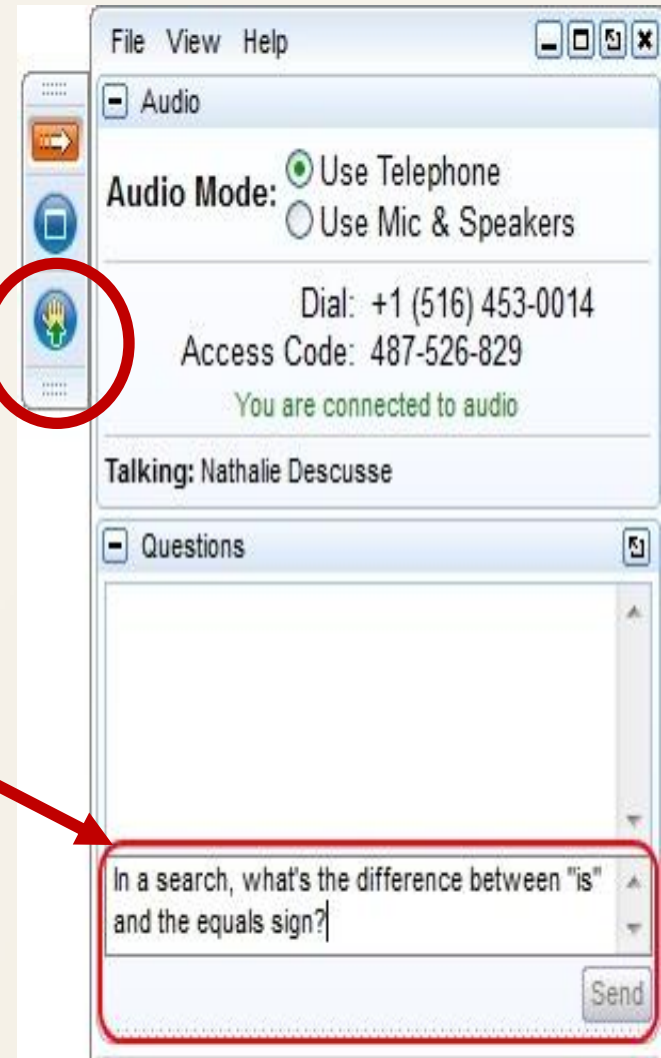 File View Help
Audio
Audio Mode: Use Telephone
Use Mic & Speakers
Dial: +1 (516) 453-0014
Access Code: 487-526-829
You are connected to audio
Talking: Nathalie Descusse
Questions
In a search, what's the difference between "is"
and the equals sign?
Send